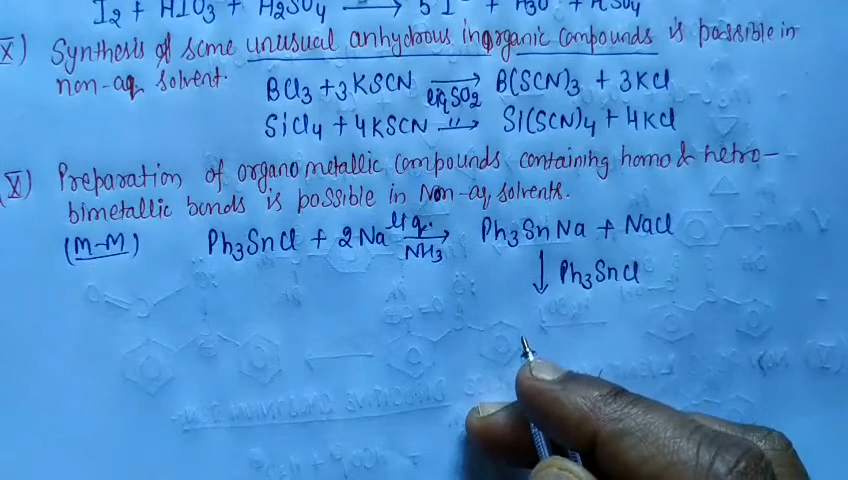 I₂ + HIO₃ + H₂SO₄ ⟶ 5 I⁺ + H₃O⁺ + HSO₄
IX) Synthesis of some unusual anhydrous inorganic compounds is possible in
non-aq. solvent.
BCl₃ + 3KSCN ⟶ liq SO₂ B(SCN)₃ + 3KCl
SiCl₄ + 4KSCN ⟶ " Si(SCN)₄ + 4KCl
(X) Preparation of organometallic compounds containing homo & hetro-
bimetallic bonds is possible in Non-aq. solvents.
(M-M) Ph₃SnCl + 2Na ⟶ liq. NH₃ Ph₃SnNa + NaCl
↓ Ph₃SnCl